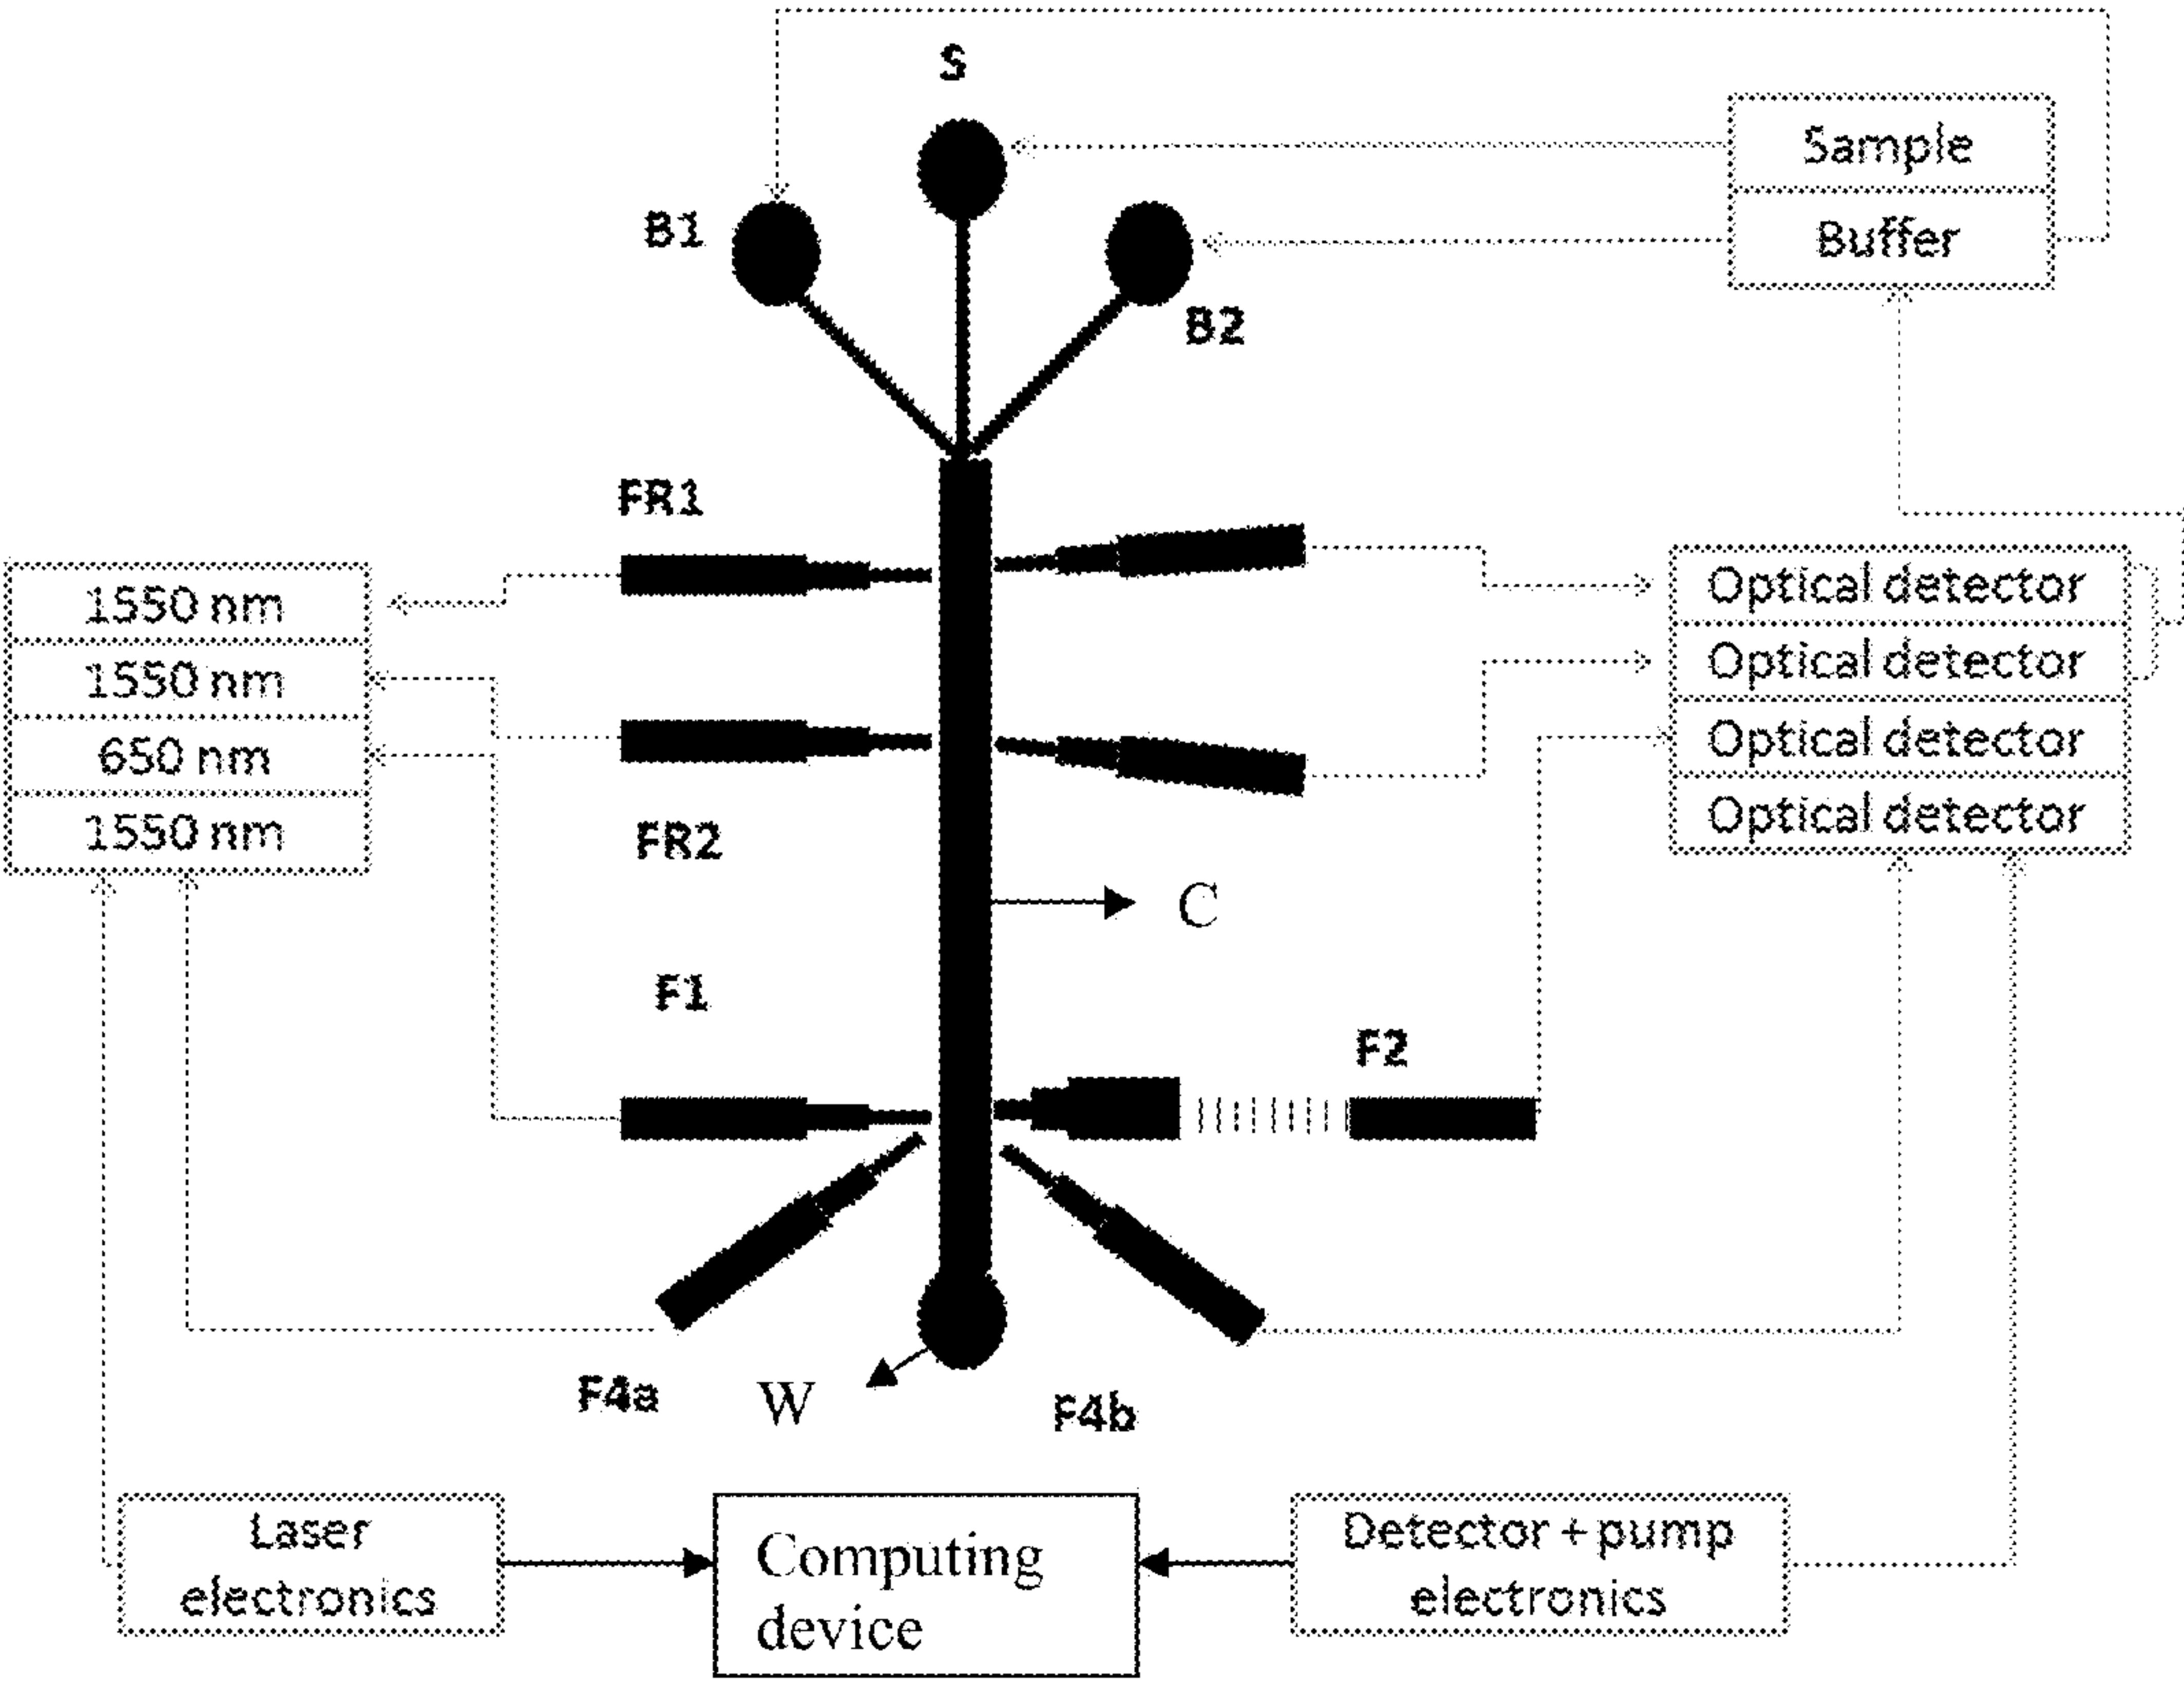 S
Sample
B1
Buffer
B2
FR1
1550 nm
Optical detector
1550 nm
Optical detector
650 nm
Optical detector
1550 nm
Optical detector
FR2
C
F1
F2
F4a
W
F4b
Laser
electronics
Computing
device
Detector + pump
electronics